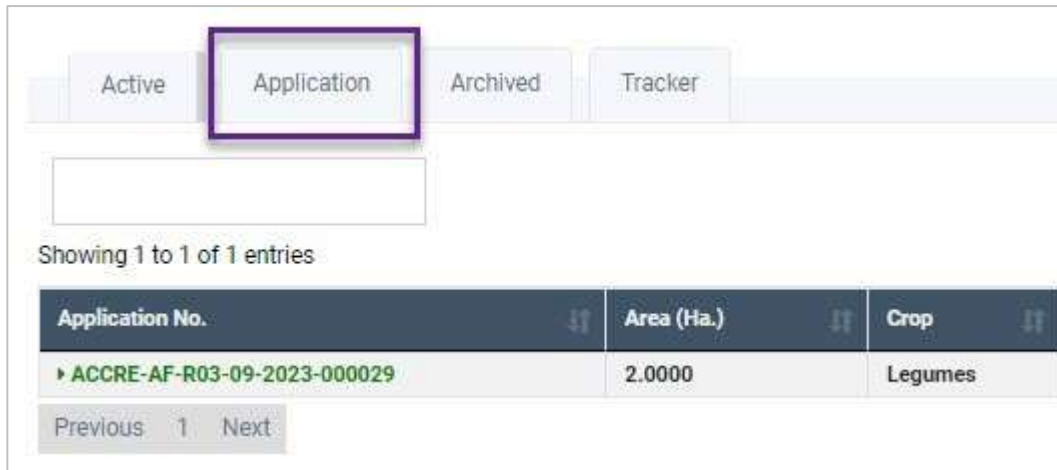 Active Application Archived Tracker
Showing 1 to 1 of 1 entries
Application No. Area (Ha.) Crop
ACCRE-AF-R03-09-2023-000029 2.0000 Legumes
Previous 1 Next